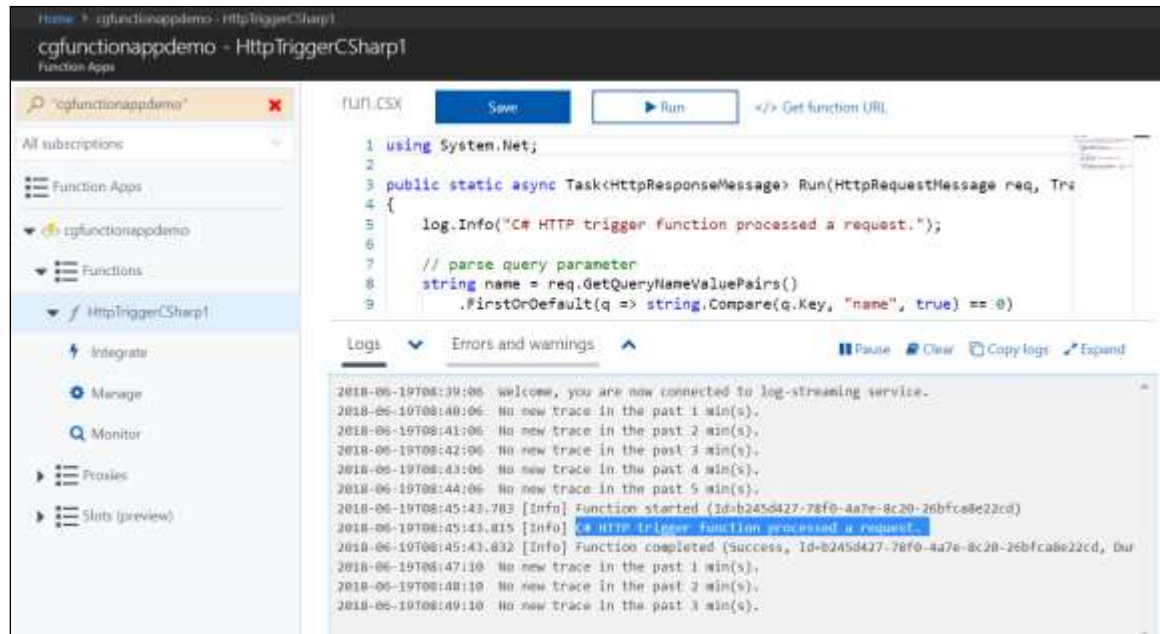 Home > cgfunctionappdemo - HttpTriggerCSharp1
cgfunctionappdemo - HttpTriggerCSharp1
Function Apps
"cgfunctionappdemo"
All subscriptions
Function Apps
cgfunctionappdemo
Functions
HttpTriggerCSharp1
Integrate
Manage
Monitor
Proxies
Slots (preview)
run.csx Save Run </> Get function URL
1 using System.Net;
2
3 public static async Task<HttpResponseMessage> Run(HttpRequestMessage req, Tra
4 {
5 log.Info("C# HTTP trigger function processed a request.");
6
7 // parse query parameter
8 string name = req.GetQueryNameValuePairs()
9 .FirstOrDefault(q => string.Compare(q.Key, "name", true) == 0)
Logs Errors and warnings Pause Clear Copy logs Expand
2018-06-19T08:39:06 Welcome, you are now connected to log-streaming service.
2018-06-19T08:40:06 No new trace in the past 1 min(s).
2018-06-19T08:41:06 No new trace in the past 2 min(s).
2018-06-19T08:42:06 No new trace in the past 3 min(s).
2018-06-19T08:43:06 No new trace in the past 4 min(s).
2018-06-19T08:44:06 No new trace in the past 5 min(s).
2018-06-19T08:45:43.783 [Info] Function started (Id=b245d427-78f0-4a7e-8c20-26bfca8e22cd)
2018-06-19T08:45:43.815 [Info] C# HTTP trigger function processed a request.
2018-06-19T08:45:43.832 [Info] Function completed (Success, Id=b245d427-78f0-4a7e-8c20-26bfca8e22cd, Dur
2018-06-19T08:47:10 No new trace in the past 1 min(s).
2018-06-19T08:48:10 No new trace in the past 2 min(s).
2018-06-19T08:49:10 No new trace in the past 3 min(s).